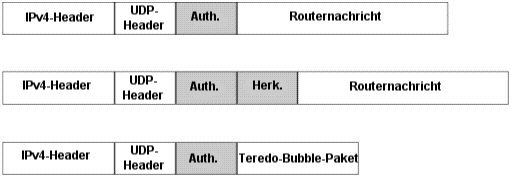 IPv4-Header UDP-Header Auth. Routernachricht
IPv4-Header UDP-Header Auth. Herk. Routernachricht
IPv4-Header UDP-Header Auth. Teredo-Bubble-Paket